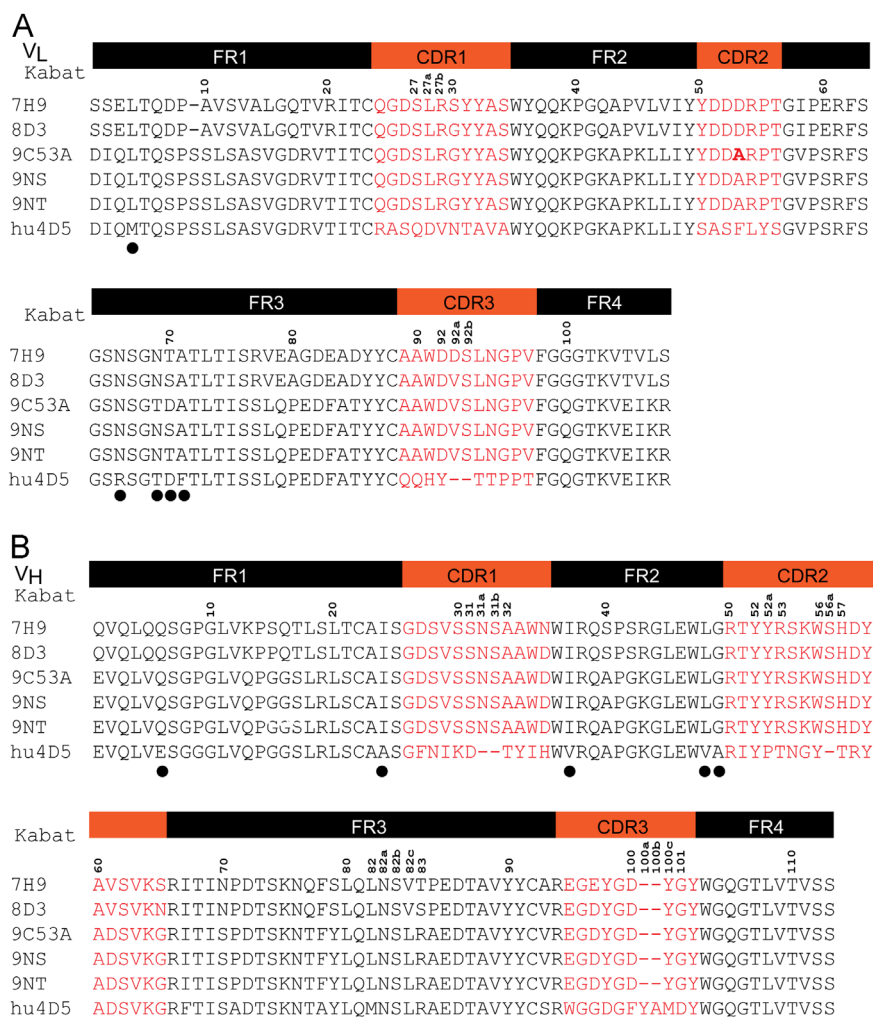 A
VL
FR1 CDR1 FR2 CDR2
Kabat 10 20 27 27a 27b 30 40 50 60
7H9 SSELTQDP-AVSVALGQTVRITCQGDSLRSYYASWYQQKPGQAPVLVIYYDDDRPTGIPERFS
8D3 SSELTQDP-AVSVALGQTVRITCQGDSLRGYYASWYQQKPGQAPVLVIYYDDDRPTGIPERFS
9C53A DIQLTQSPSSLSASVGDRVTITCQGDSLRGYYASWYQQKPGKAPKLLIYYDDARPTGVPSRFS
9NS DIQLTQSPSSLSASVGDRVTITCQGDSLRGYYASWYQQKPGKAPKLLIYYDDARPTGVPSRFS
9NT DIQLTQSPSSLSASVGDRVTITCQGDSLRGYYASWYQQKPGKAPKLLIYYDDARPTGVPSRFS
hu4D5 DIQMTQSPSSLSASVGDRVTITCRASQDVNTAVAWYQQKPGKAPKLLIYSASFLYSGVPSRFS
FR3 CDR3 FR4
Kabat 70 80 90 92 92a 92b 100
7H9 GSNSGNTATLTISRVEAGDEADYYCAAWDDSLNGPVFGGGTKVTVLS
8D3 GSNSGNSATLTISRVEAGDEADYYCAAWDDSLNGPVFGGGTKVTVLS
9C53A GSNSGTDATLTISSLQPEDFATYYCAAWDVSLNGPVFGQGTKVEIKR
9NS GSNSGNSATLTISSLQPEDFATYYCAAWDVSLNGPVFGQGTKVEIKR
9NT GSNSGNTATLTISSLQPEDFATYYCAAWDVSLNGPVFGQGTKVEIKR
hu4D5 GSRSGTDFTLTISSLQPEDFATYYCQQHY--TTPPTFGQGTKVEIKR
B
VH
FR1 CDR1 FR2 CDR2
Kabat 10 20 30 31 31a 31b 32 40 50 52 52a 53 56 56a 57
7H9 QVQLQQSGPGLVKPSQTLSLTCAISGDSVSSNSAAWNWIRQSPSRGLEWLGRTYYRSKWSHDY
8D3 QVQLQQSGPGLVKPPQTLSLTCAISGDSVSSNSAAWDWIRQSPSRGLEWLGRTYYRSKWSHDY
9C53A EVQLVQSGPGLVQPGGSLRLSCAISGDSVSSNSAAWDWIRQAPGKGLEWLGRTYYRSKWSHDY
9NS EVQLVQSGPGLVQPGGSLRLSCAISGDSVSSNSAAWDWIRQAPGKGLEWLGRTYYRSKWSHDY
9NT EVQLVQSGPGLVQPGGSLRLSCAISGDSVSSNSAAWDWIRQAPGKGLEWLGRTYYRSKWSHDY
hu4D5 EVQLVESGGGLVQPGGSLRLSCAASGFNIKD--TYIHWVRQAPGKGLEWVARIYPTNGY-TRY
FR3 CDR3 FR4
Kabat 60 70 80 82 82a 82b 82c 83 90 100 100a 100b 100c 101 110
7H9 AVSVKSRITINPDTSKNQFSLQLNSVTPEDTAVYYCAREGEYGD--YGYWGQGTLVTVSS
8D3 AVSVKNRITINPDTSKNQFSLQLNSVSPEDTAVYYCAREGDYGD--YGYWGQGTLVTVSS
9C53A ADSVKGRITISPDTSKNTFYLQLNSLRAEDTAVYYCVREGDYGD--YGYWGQGTLVTVSS
9NS ADSVKGRITISPDTSKNTFYLQLNSLRAEDTAVYYCVREGDYGD--YGYWGQGTLVTVSS
9NT ADSVKGRITISPDTSKNTFYLQLNSLRAEDTAVYYCVREGDYGD--YGYWGQGTLVTVSS
hu4D5 ADSVKGRFTISADTSKNTAYLQMNSLRAEDTAVYYCSRWGGDGFYAMDYWGQGTLVTVSS